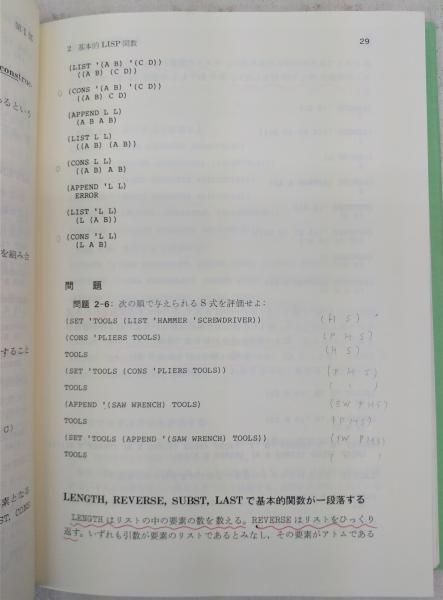 2 基本的 LISP 関数
29
(LIST '(A B) '(C D))
((A B) (C D))
(CONS '(A B) '(C D))
((A B) C D)
(APPEND L L)
(A B A B)
(LIST L L)
((A B) (A B))
(CONS L L)
((A B) A B)
(APPEND 'L L)
ERROR
(LIST 'L L)
(L (A B))
(CONS 'L L)
(L A B)
問 題
問題 2-6: 次の順で与えられる S 式を評価せよ:
(SET 'TOOLS (LIST 'HAMMER 'SCREWDRIVER)) (H S)
(CONS 'PLIERS TOOLS) (P H S)
TOOLS (H S)
(SET 'TOOLS (CONS 'PLIERS TOOLS)) (P H S)
TOOLS
(APPEND '(SAW WRENCH) TOOLS) (SW PHS)
TOOLS (PHS)
(SET 'TOOLS (APPEND '(SAW WRENCH) TOOLS)) (SW PHS)
TOOLS
LENGTH, REVERSE, SUBST, LAST で基本的関数が一段落する
LENGTH はリストの中の要素の数を数える。REVERSE はリストをひっくり
返す。いずれも引数が要素のリストであるとみなし、その要素がアトムである